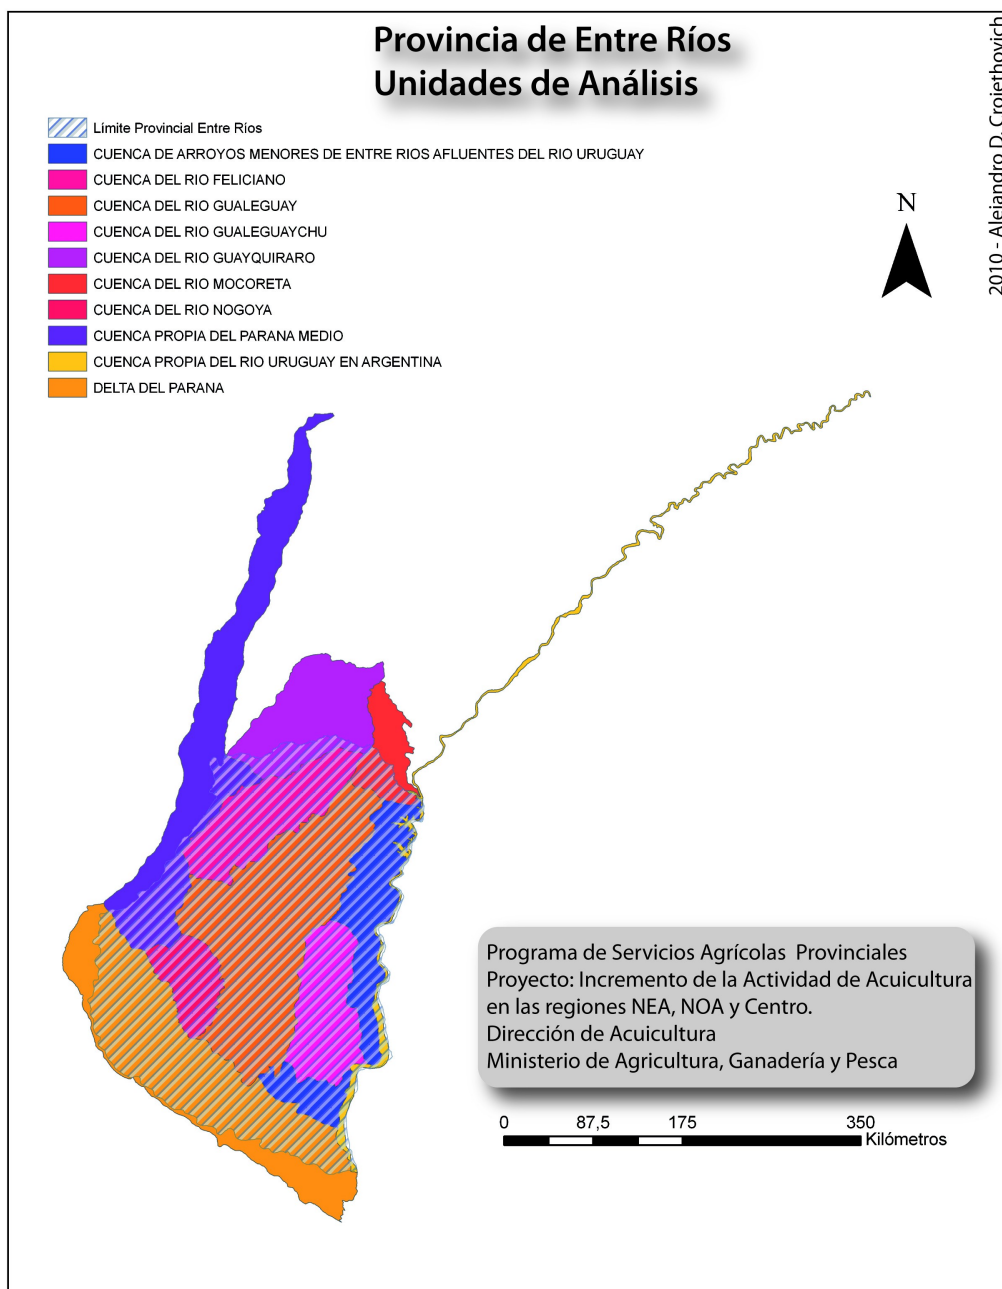 Provincia de Entre Ríos
Unidades de Análisis
2010 - Alejandro D. Crojethovich
Límite Provincial Entre Ríos
CUENCA DE ARROYOS MENORES DE ENTRE RIOS AFLUENTES DEL RIO URUGUAY
CUENCA DEL RIO FELICIANO
CUENCA DEL RIO GUALEGUAY
CUENCA DEL RIO GUALEGUAYCHU
CUENCA DEL RIO GUAYQUIRARO
CUENCA DEL RIO MOCORETA
CUENCA DEL RIO NOGOYA
CUENCA PROPIA DEL PARANA MEDIO
CUENCA PROPIA DEL RIO URUGUAY EN ARGENTINA
DELTA DEL PARANA
N
Programa de Servicios Agrícolas Provinciales
Proyecto: Incremento de la Actividad de Acuicultura
en las regiones NEA, NOA y Centro.
Dirección de Acuicultura
Ministerio de Agricultura, Ganadería y Pesca
0 87,5 175 350
Kilómetros